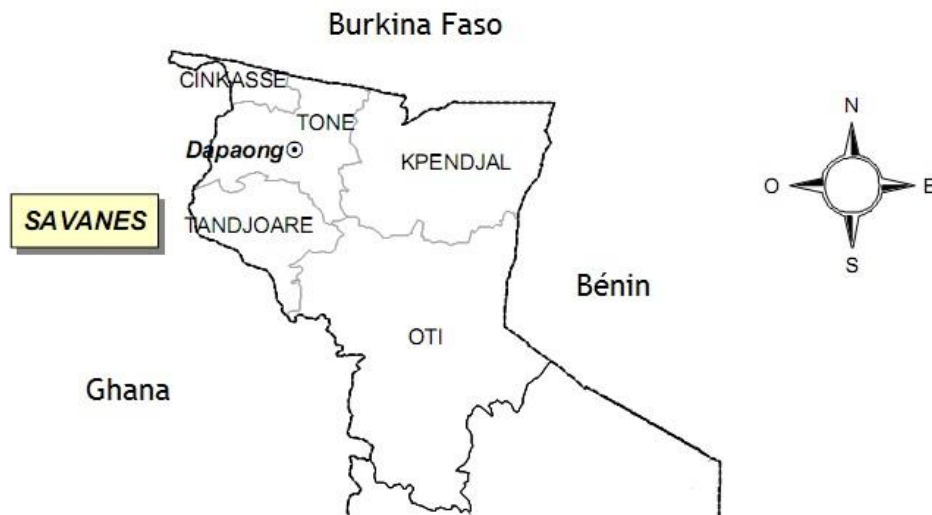 Burkina Faso
CINKASSE
TONE
N
Dapaong
KPENDJAL
O
E
SAVANES
TANDJOARE
S
Bénin
OTI
Ghana